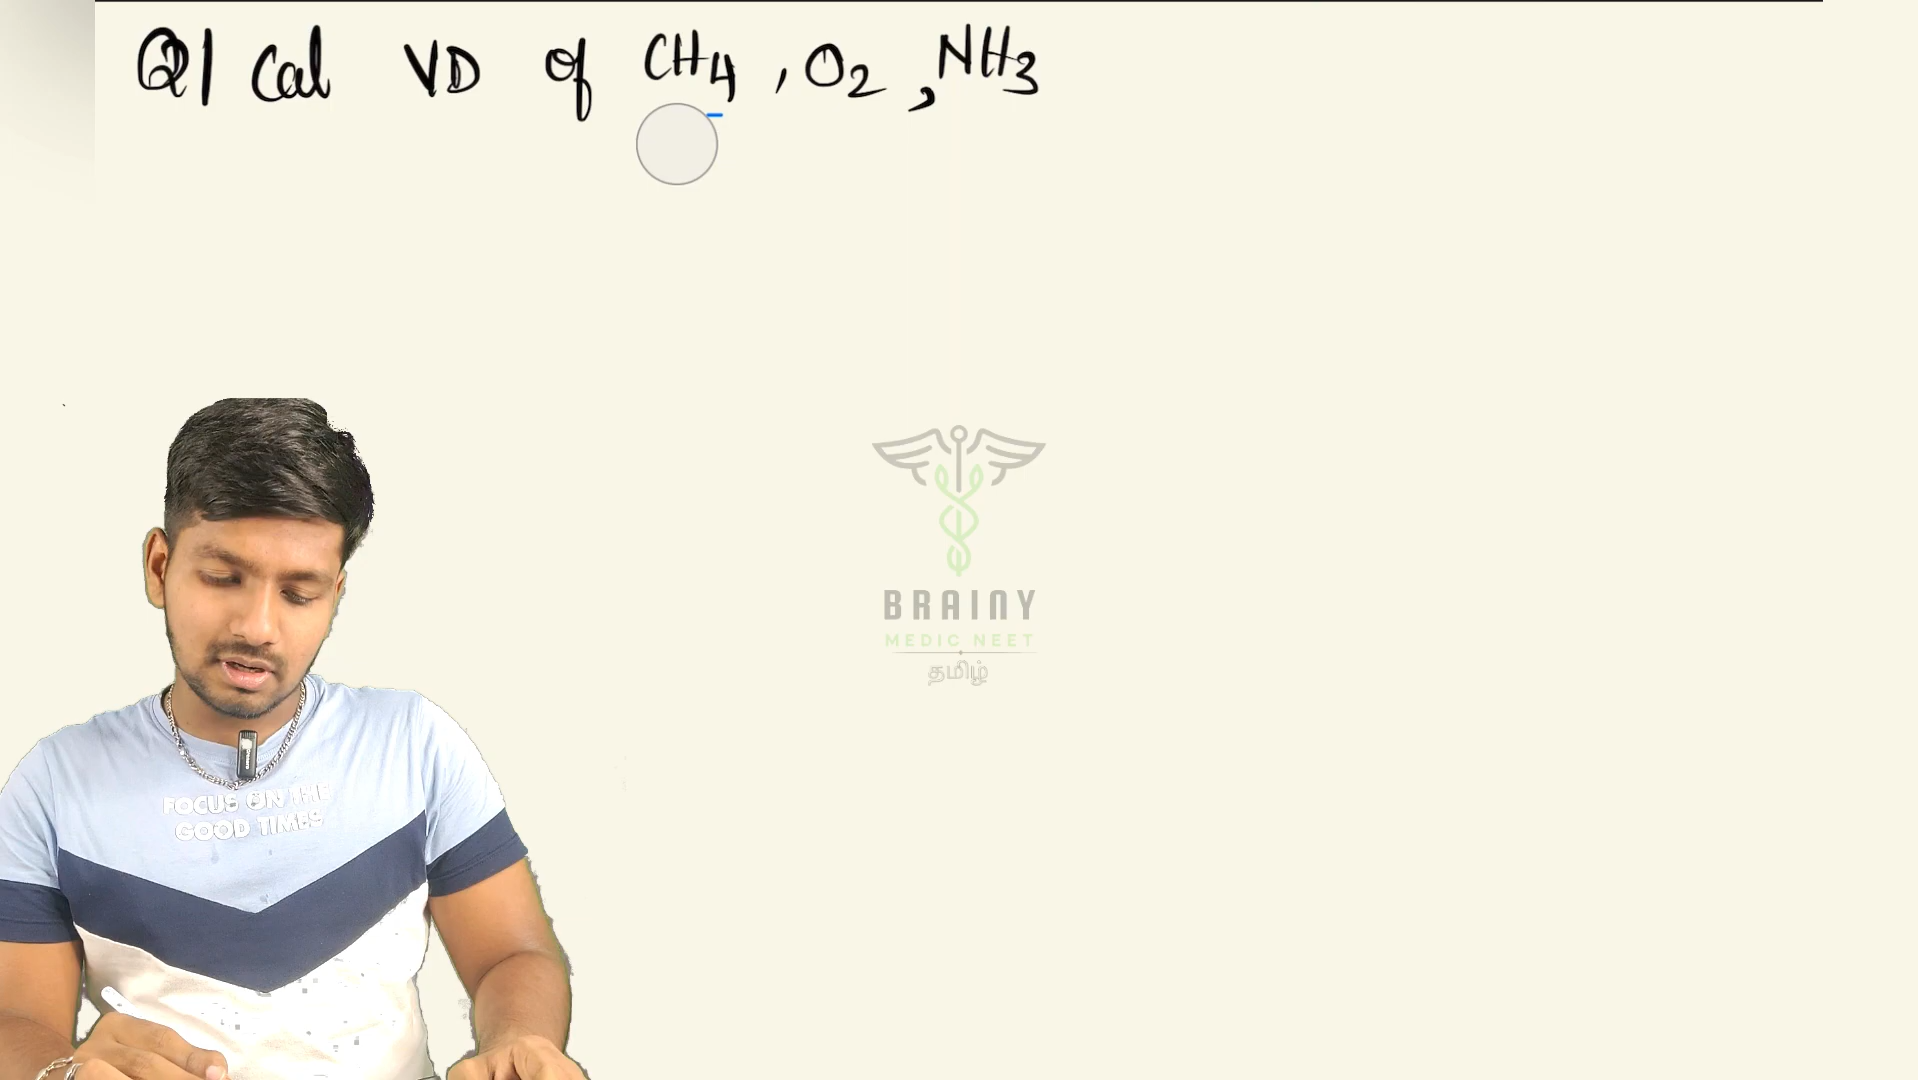 Q1 Cal VD of CH4, O2, NH3
BRAINY
MEDIC NEET
தமிழ்
FOCUS ON THE
GOOD TIMES